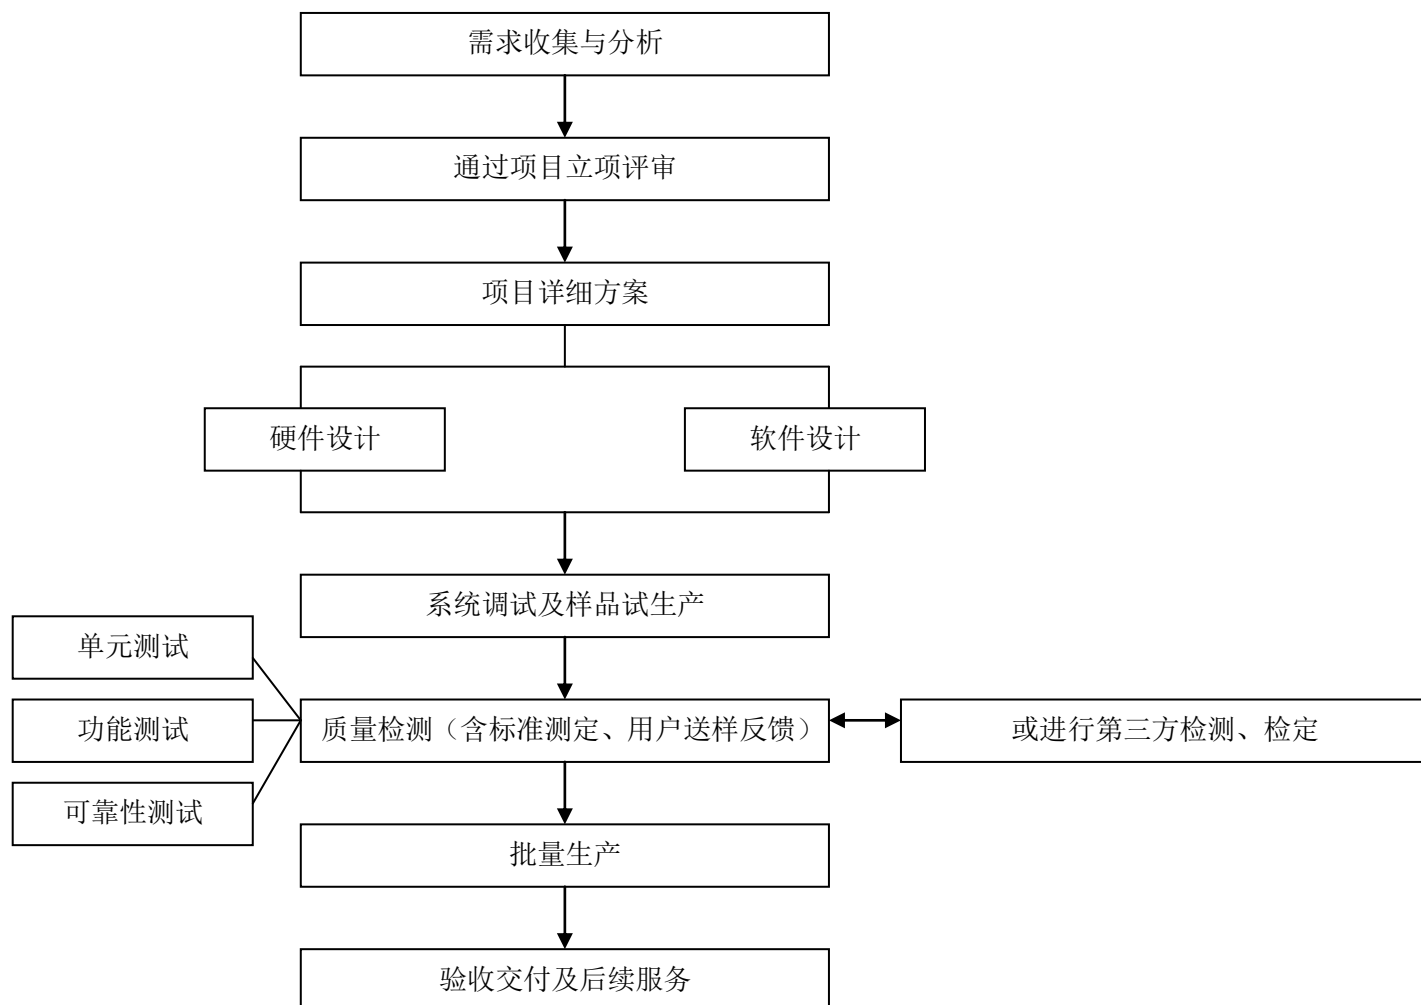 需求收集与分析
通过项目立项评审
项目详细方案
硬件设计
软件设计
系统调试及样品试生产
单元测试
功能测试
质量检测（含标准测定、用户送样反馈）
或进行第三方检测、检定
可靠性测试
批量生产
验收交付及后续服务